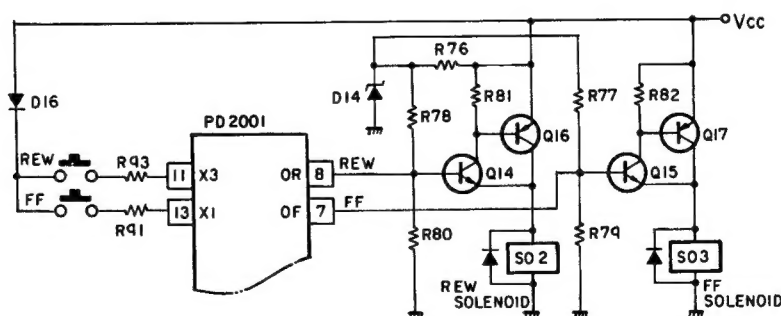 Vcc
R76
D16
D14
R78
R81
R77
R82
PD2001
Q16
Q17
REW
R93
11 X3
OR 8
REW
Q14
Q15
FF
13 X1
OF 7
FF
R91
R80
R79
SO2
SO3
REW
SOLENOID
FF
SOLENOID